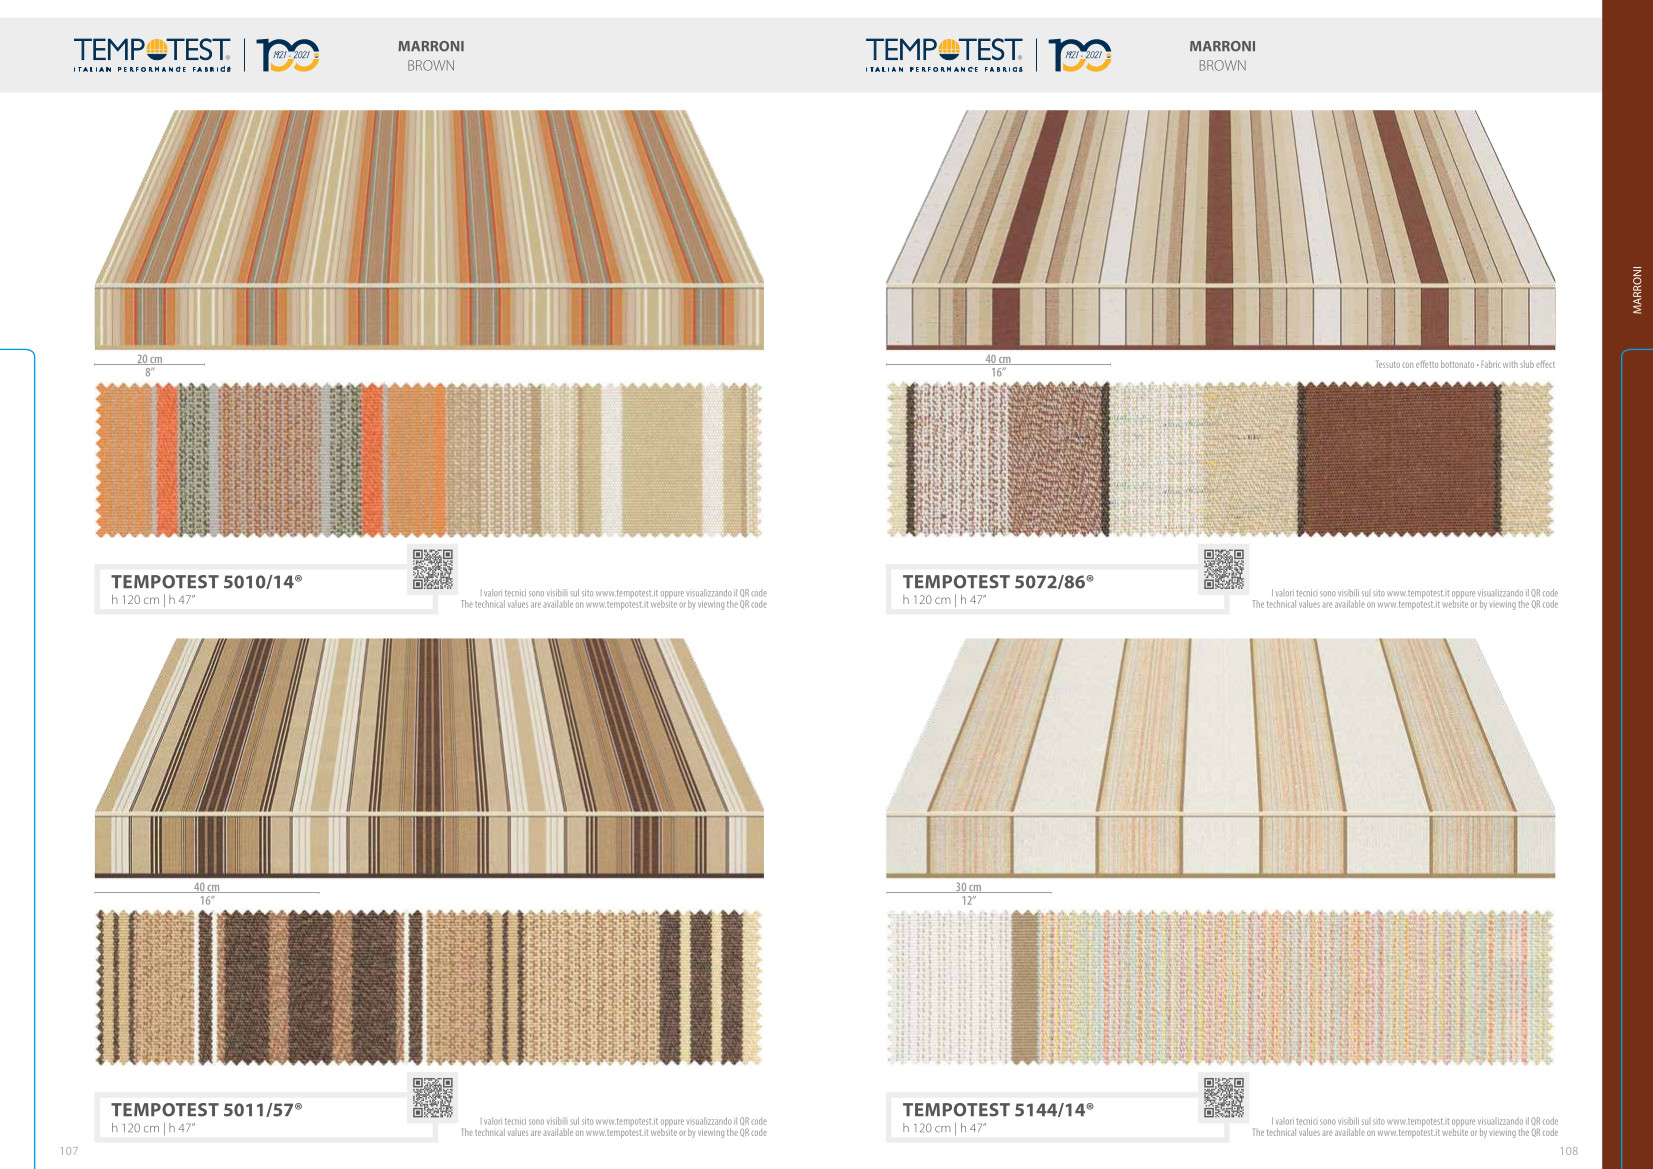 TEMPOTEST®
ITALIAN PERFORMANCE FABRICS
100
1921 - 2021
MARRONI
BROWN
20 cm
8"
TEMPOTEST 5010/14®
h 120 cm | h 47"
I valori tecnici sono visibili sul sito www.tempotest.it oppure visualizzando il QR code
The technical values are available on www.tempotest.it website or by viewing the QR code
40 cm
16"
TEMPOTEST 5011/57®
h 120 cm | h 47"
I valori tecnici sono visibili sul sito www.tempotest.it oppure visualizzando il QR code
The technical values are available on www.tempotest.it website or by viewing the QR code
107
TEMPOTEST®
ITALIAN PERFORMANCE FABRICS
100
1921 - 2021
MARRONI
BROWN
40 cm
16"
Tessuto con effetto bottonato • Fabric with slub effect
TEMPOTEST 5072/86®
h 120 cm | h 47"
I valori tecnici sono visibili sul sito www.tempotest.it oppure visualizzando il QR code
The technical values are available on www.tempotest.it website or by viewing the QR code
30 cm
12"
TEMPOTEST 5144/14®
h 120 cm | h 47"
I valori tecnici sono visibili sul sito www.tempotest.it oppure visualizzando il QR code
The technical values are available on www.tempotest.it website or by viewing the QR code
108
MARRONI